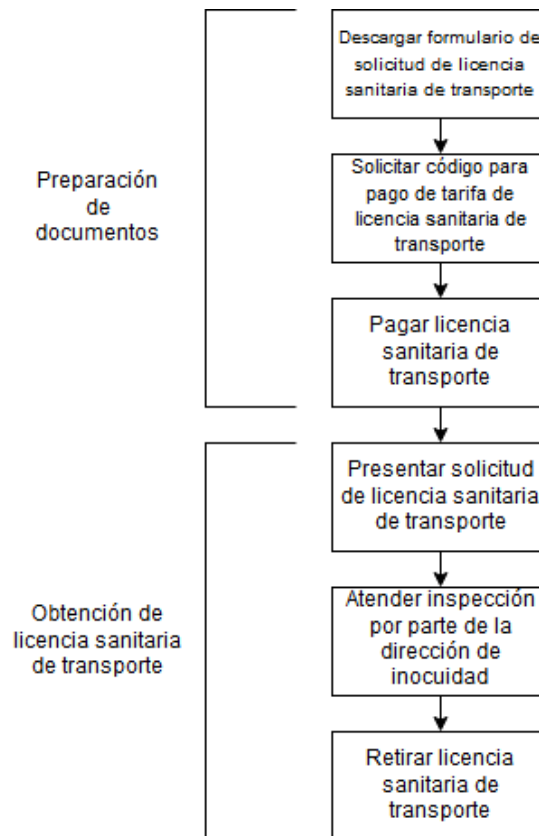 Descargar formulario de
solicitud de licencia
sanitaria de transporte
Preparación
de
documentos
Solicitar código para
pago de tarifa de
licencia sanitaria de
transporte
Pagar licencia
sanitaria de
transporte
Presentar solicitud
de licencia sanitaria
de transporte
Obtención de
licencia sanitaria
de transporte
Atender inspección
por parte de la
dirección de
inocuidad
Retirar licencia
sanitaria de
transporte